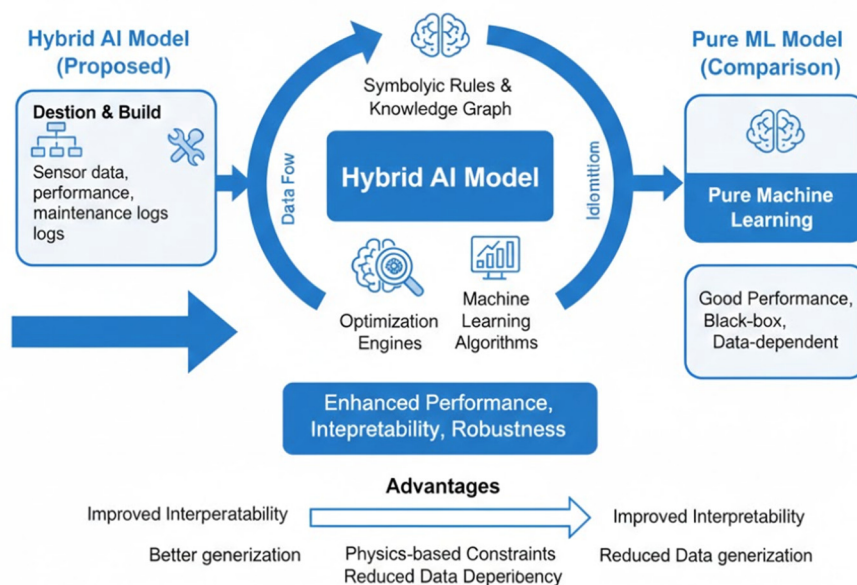 Hybrid AI Model
(Proposed)
Destion & Build
Sensor data,
performance,
maintenance logs
logs
Data Fow
Symbolyic Rules &
Knowledge Graph
Hybrid AI Model
Optimization
Engines
Machine
Learning
Algorithms
Idlomittiom
Pure ML Model
(Comparison)
Pure Machine
Learning
Good Performance,
Black-box,
Data-dependent
Enhanced Performance,
Intepretability, Robustness
Advantages
Improved Interperatability
Improved Interpretability
Better generization
Physics-based Constraints
Reduced Data Deperibency
Reduced Data generization